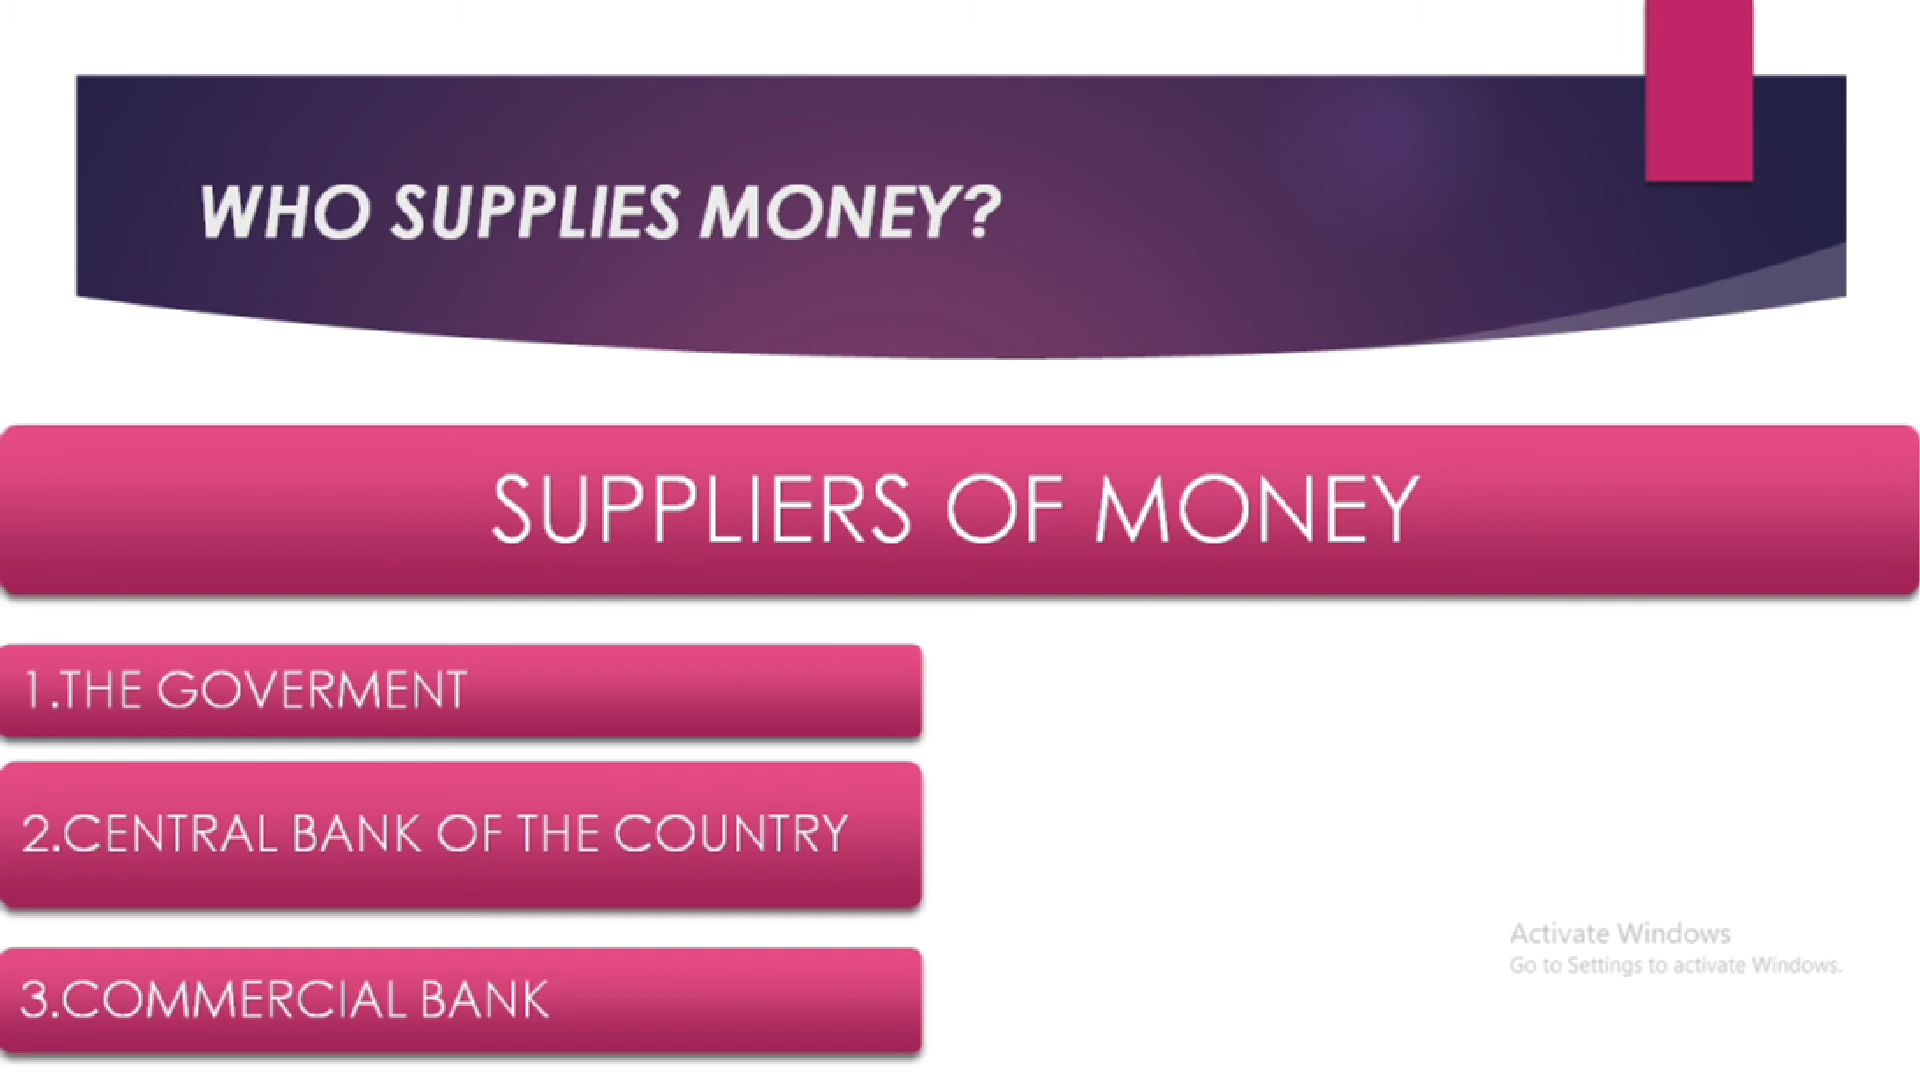 WHO SUPPLIES MONEY?
SUPPLIERS OF MONEY
1.THE GOVERMENT
2.CENTRAL BANK OF THE COUNTRY
3.COMMERCIAL BANK
Activate Windows
Go to Settings to activate Windows.